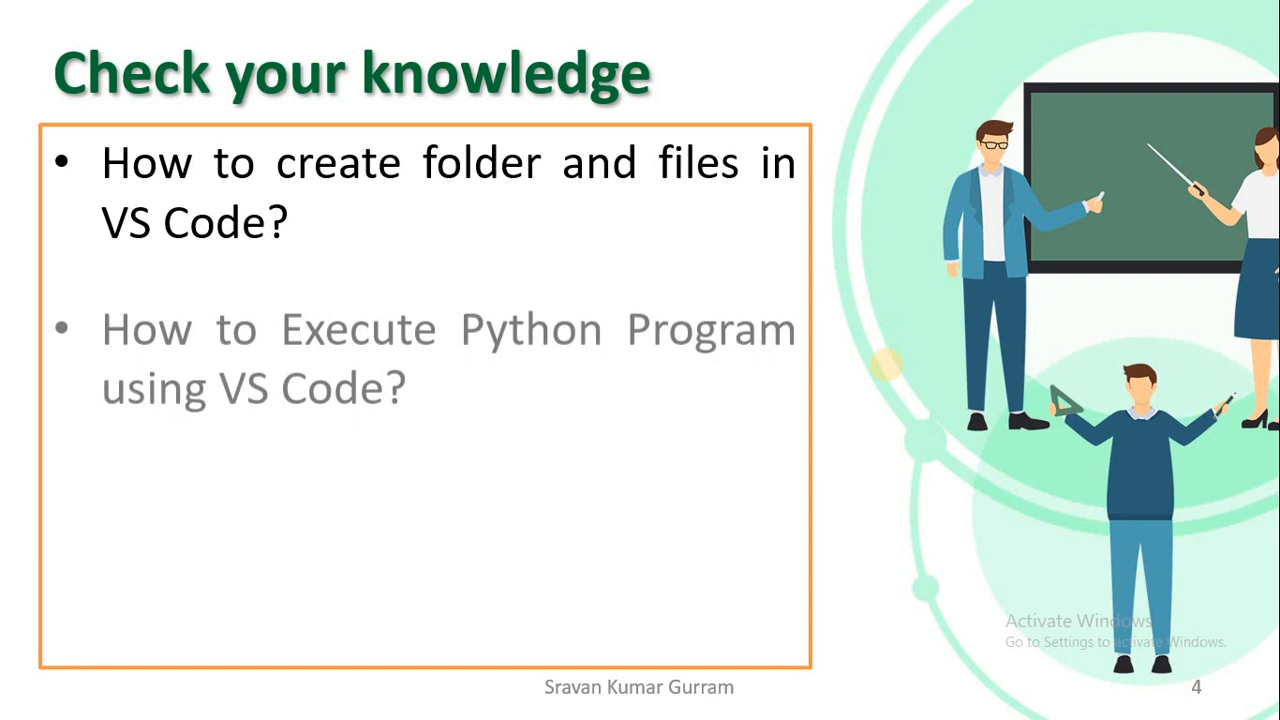 Check your knowledge
• How to create folder and files in
VS Code?
• How to Execute Python Program
using VS Code?
Activate Windows
Go to Settings to activate Windows.
Sravan Kumar Gurram
4